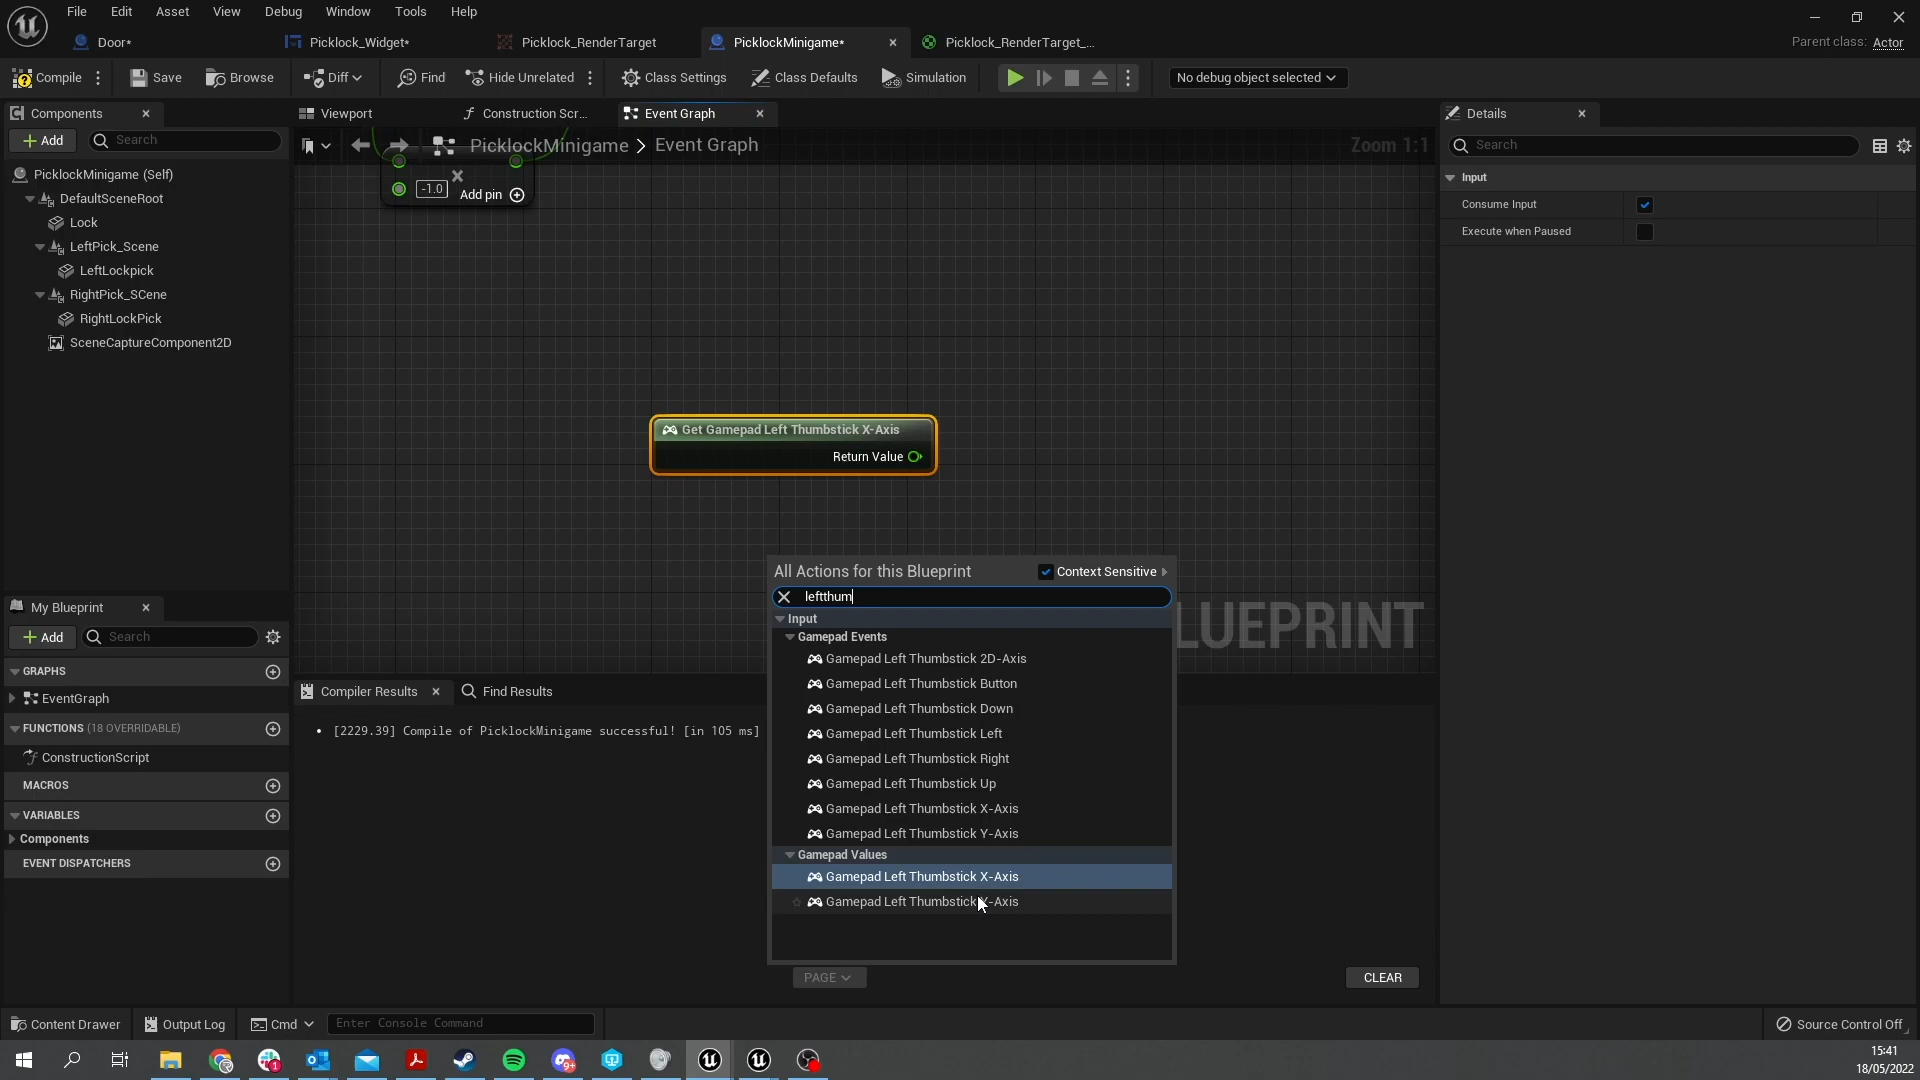 File Edit Asset View Debug Window Tools Help
Door* Picklock_Widget* Picklock_RenderTarget PicklockMinigame* Picklock_RenderTarget_... Parent class: Actor
Compile Save Browse Diff Find Hide Unrelated Class Settings Class Defaults Simulation No debug object selected
Components
Add Search
PicklockMinigame (Self)
DefaultSceneRoot
Lock
LeftPick_Scene
LeftLockpick
RightPick_SCene
RightLockPick
SceneCaptureComponent2D
Viewport Construction Scr... Event Graph
PicklockMinigame > Event Graph Zoom 1:1
-1.0 Add pin
Get Gamepad Left Thumbstick X-Axis
Return Value
All Actions for this Blueprint Context Sensitive
leftthum
Input
Gamepad Events
Gamepad Left Thumbstick 2D-Axis
Gamepad Left Thumbstick Button
Gamepad Left Thumbstick Down
Gamepad Left Thumbstick Left
Gamepad Left Thumbstick Right
Gamepad Left Thumbstick Up
Gamepad Left Thumbstick X-Axis
Gamepad Left Thumbstick Y-Axis
Gamepad Values
Gamepad Left Thumbstick X-Axis
Gamepad Left Thumbstick Y-Axis
LUEPRINT
Details
Search
Input
Consume Input
Execute when Paused
My Blueprint
Add Search
GRAPHS
EventGraph
FUNCTIONS (18 OVERRIDABLE)
ConstructionScript
MACROS
VARIABLES
Components
EVENT DISPATCHERS
Compiler Results Find Results
[2229.39] Compile of PicklockMinigame successful! [in 105 ms]
PAGE CLEAR
Content Drawer Output Log Cmd Enter Console Command Source Control Off
15:41
18/05/2022